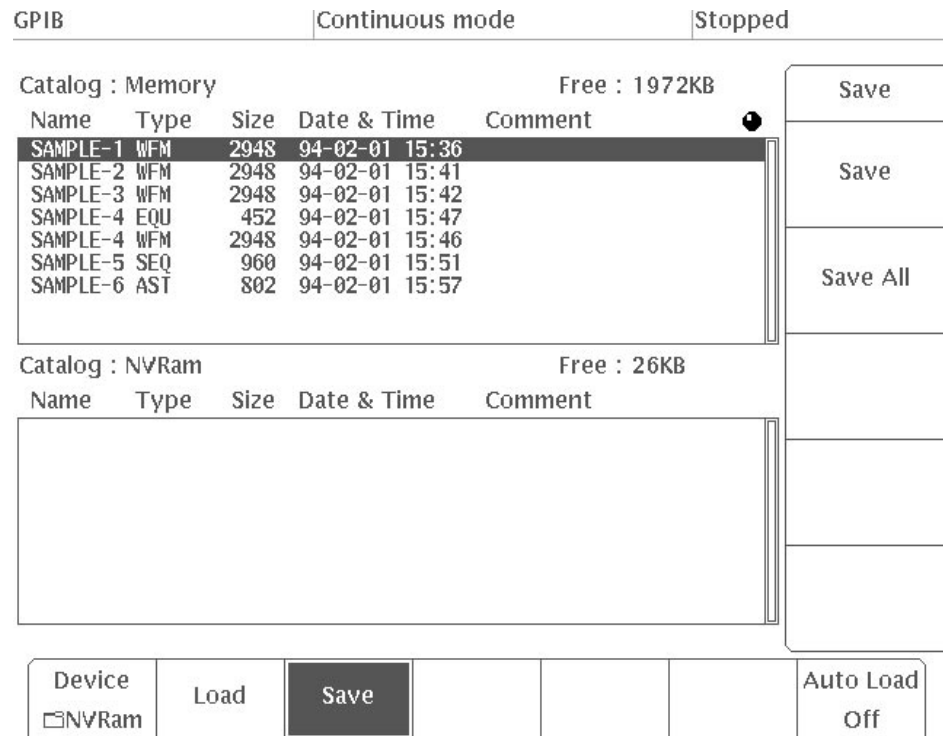 GPIB Continuous mode Stopped
Catalog : Memory Free : 1972KB
Name Type Size Date & Time Comment
SAMPLE-1 WFM 2948 94-02-01 15:36
SAMPLE-2 WFM 2948 94-02-01 15:41
SAMPLE-3 WFM 2948 94-02-01 15:42
SAMPLE-4 EQU 452 94-02-01 15:47
SAMPLE-4 WFM 2948 94-02-01 15:46
SAMPLE-5 SEQ 960 94-02-01 15:51
SAMPLE-6 AST 802 94-02-01 15:57
Catalog : NVRam Free : 26KB
Name Type Size Date & Time Comment
Save
Save
Save All
Device
NVRam
Load
Save
Auto Load
Off